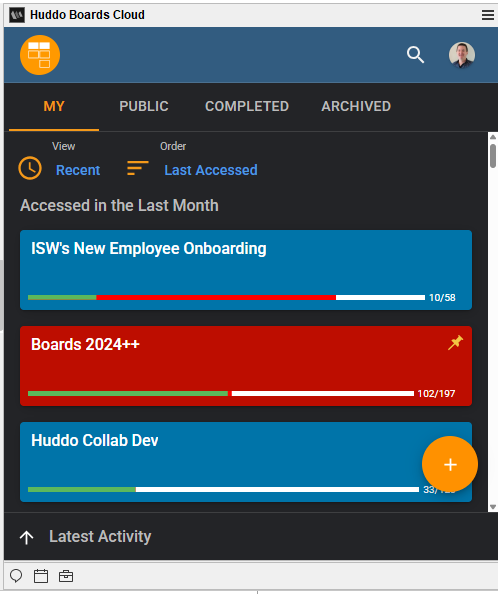 Huddo Boards Cloud
MY PUBLIC COMPLETED ARCHIVED
View Order
Recent Last Accessed
Accessed in the Last Month
ISW's New Employee Onboarding
10/58
Boards 2024++
102/197
Huddo Collab Dev
33/
Latest Activity